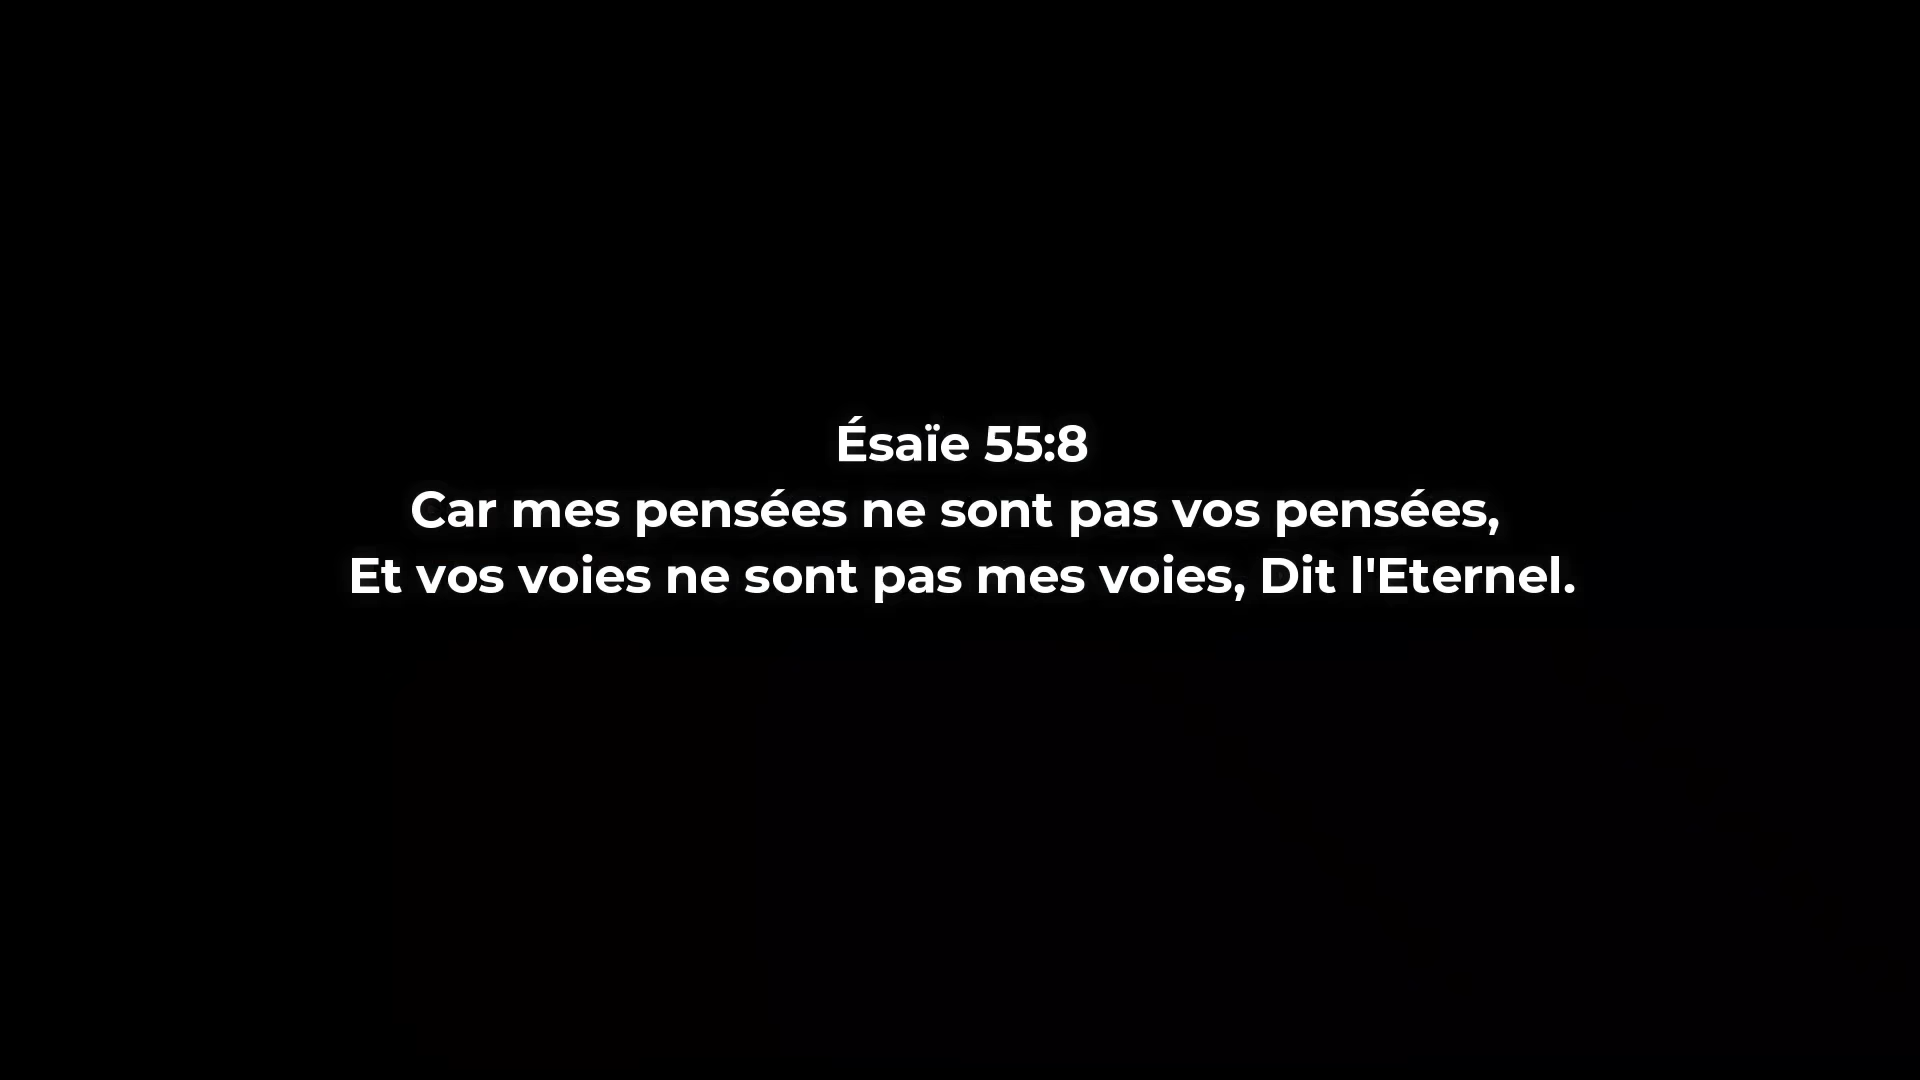 Ésaïe 55:8
Car mes pensées ne sont pas vos pensées,
Et vos voies ne sont pas mes voies, Dit l'Eternel.